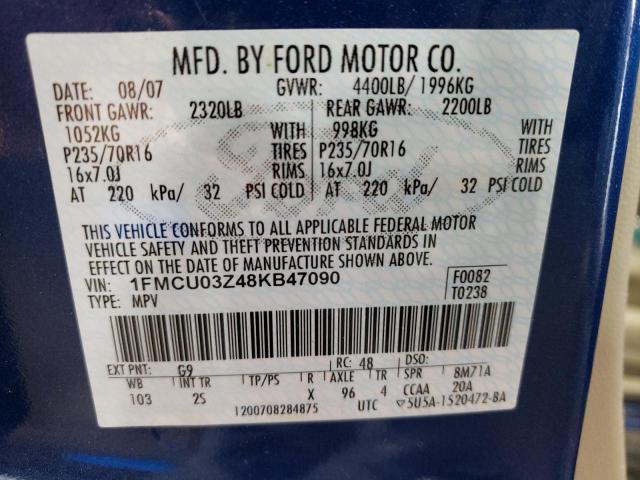 MFD. BY FORD MOTOR CO.
DATE: 08/07 GVWR: 4400LB/ 1996KG
FRONT GAWR: 2320LB REAR GAWR: 2200LB
1052KG WITH 998KG WITH
P235/70R16 TIRES P235/70R16 TIRES
16x7.0J RIMS 16x7.0J RIMS
AT 220 kPa/ 32 PSI COLD AT 220 kPa/ 32 PSI COLD
THIS VEHICLE CONFORMS TO ALL APPLICABLE FEDERAL MOTOR
VEHICLE SAFETY AND THEFT PREVENTION STANDARDS IN
EFFECT ON THE DATE OF MANUFACTURE SHOWN ABOVE.
VIN: 1FMCU03Z48KB47090 F0082
TYPE: MPV T0238
EXT PNT: G9 RC: 48 DSO:
WB INT TR TP/PS R AXLE TR SPR 8M71A
103 2S X 96 4 CCAA 20A
1200708284875 UTC ▽5U5A-1520472-BA